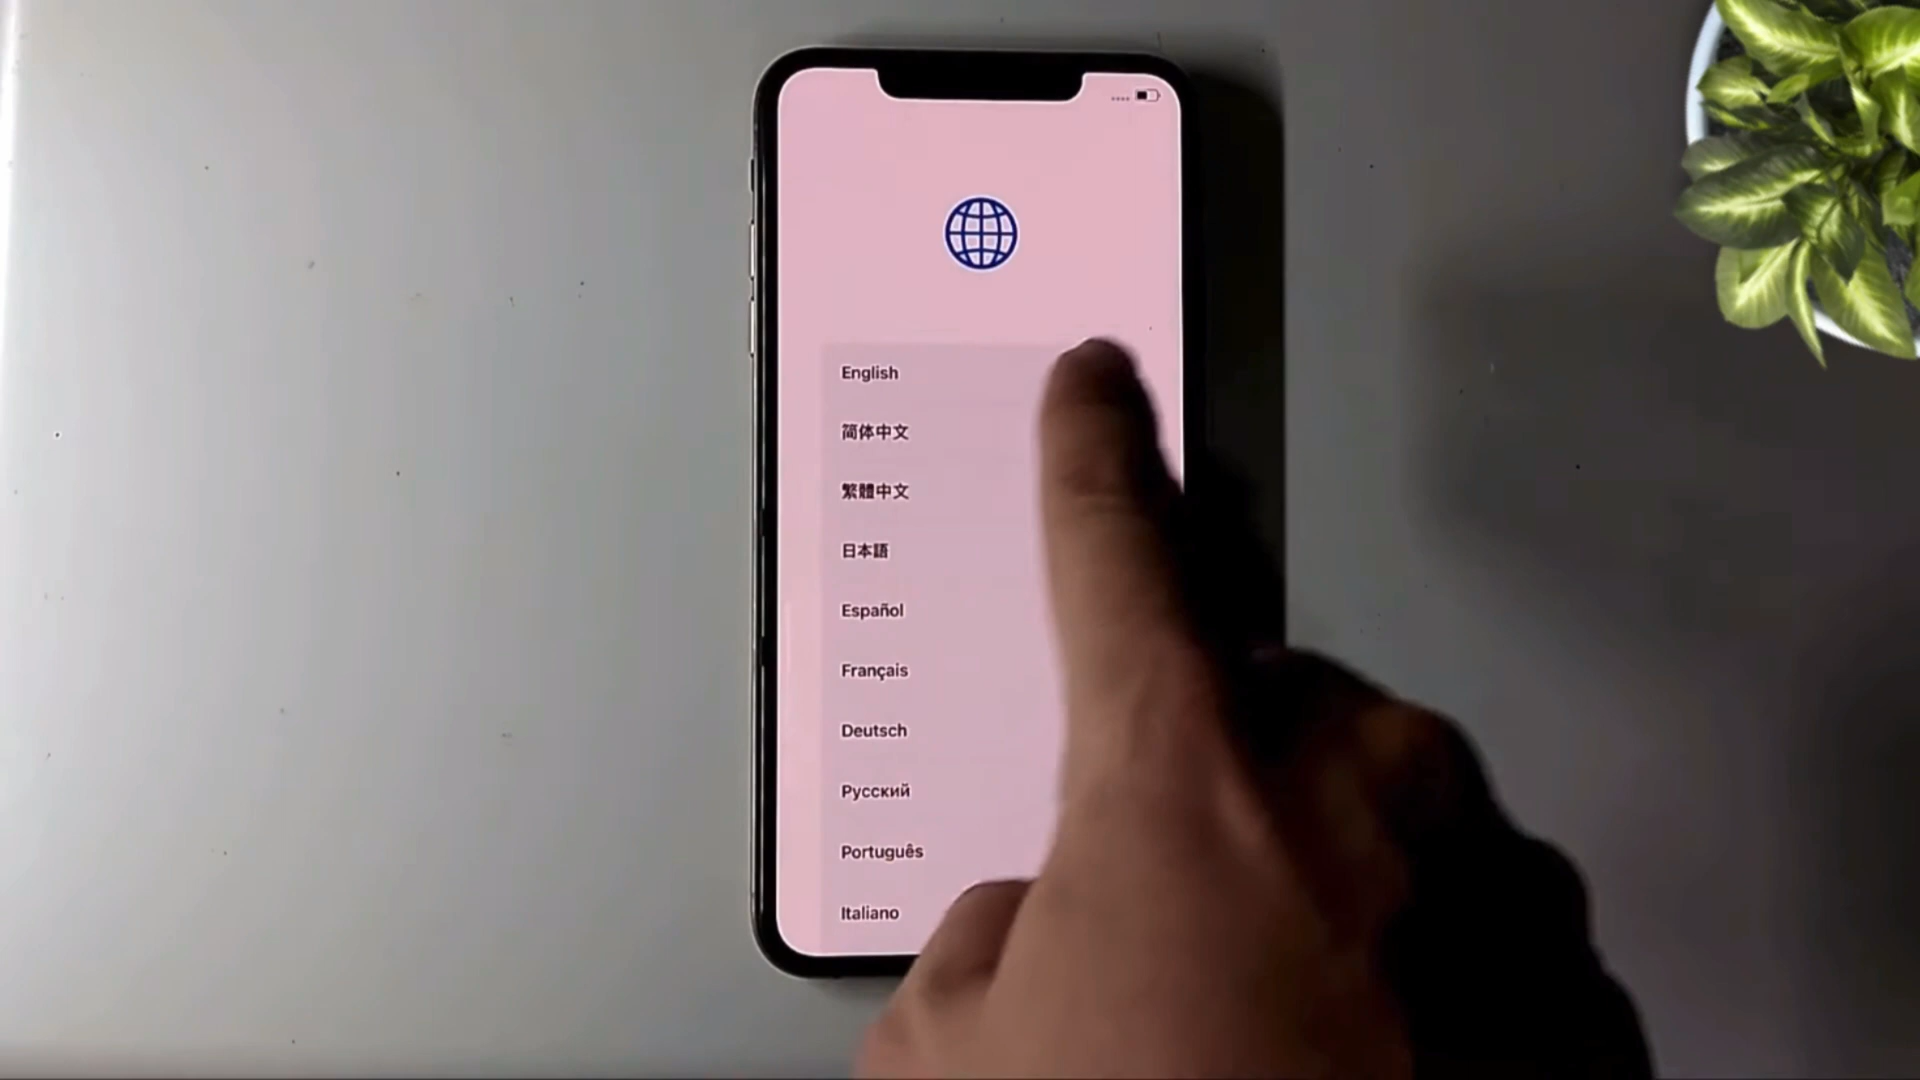 English
简体中文
繁體中文
日本語
Español
Français
Deutsch
Русский
Português
Italiano